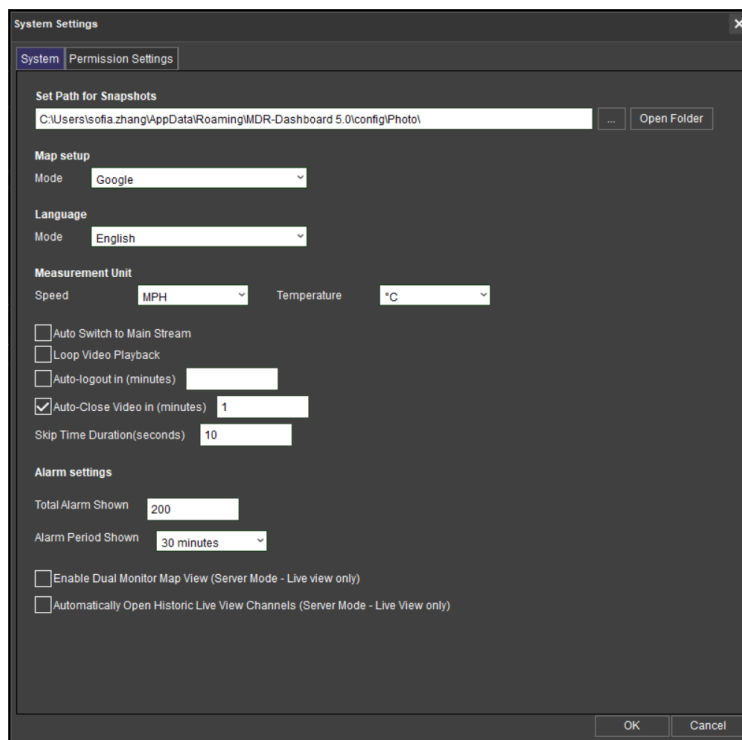 System Settings
System Permission Settings
Set Path for Snapshots
C:\Users\sofia.zhang\AppData\Roaming\MDR-Dashboard 5.0\config\Photo\ ... Open Folder
Map setup
Mode Google
Language
Mode English
Measurement Unit
Speed MPH Temperature °C
Auto Switch to Main Stream
Loop Video Playback
Auto-logout in (minutes)
Auto-Close Video in (minutes) 1
Skip Time Duration(seconds) 10
Alarm settings
Total Alarm Shown 200
Alarm Period Shown 30 minutes
Enable Dual Monitor Map View (Server Mode - Live view only)
Automatically Open Historic Live View Channels (Server Mode - Live View only)
OK Cancel